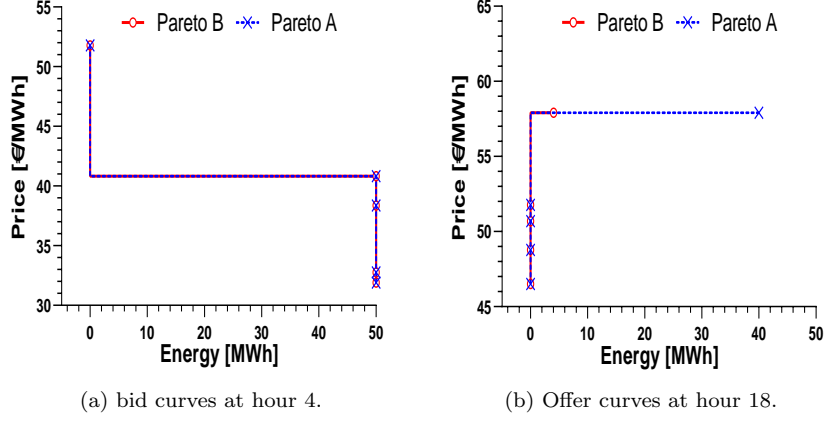 55
50
45
40
35
30
Price [€/MWh]
Pareto B Pareto A
0 10 20 30 40 50
Energy [MWh]
(a) bid curves at hour 4.
65
60
55
50
45
Price [€/MWh]
Pareto B Pareto A
0 10 20 30 40 50
Energy [MWh]
(b) Offer curves at hour 18.